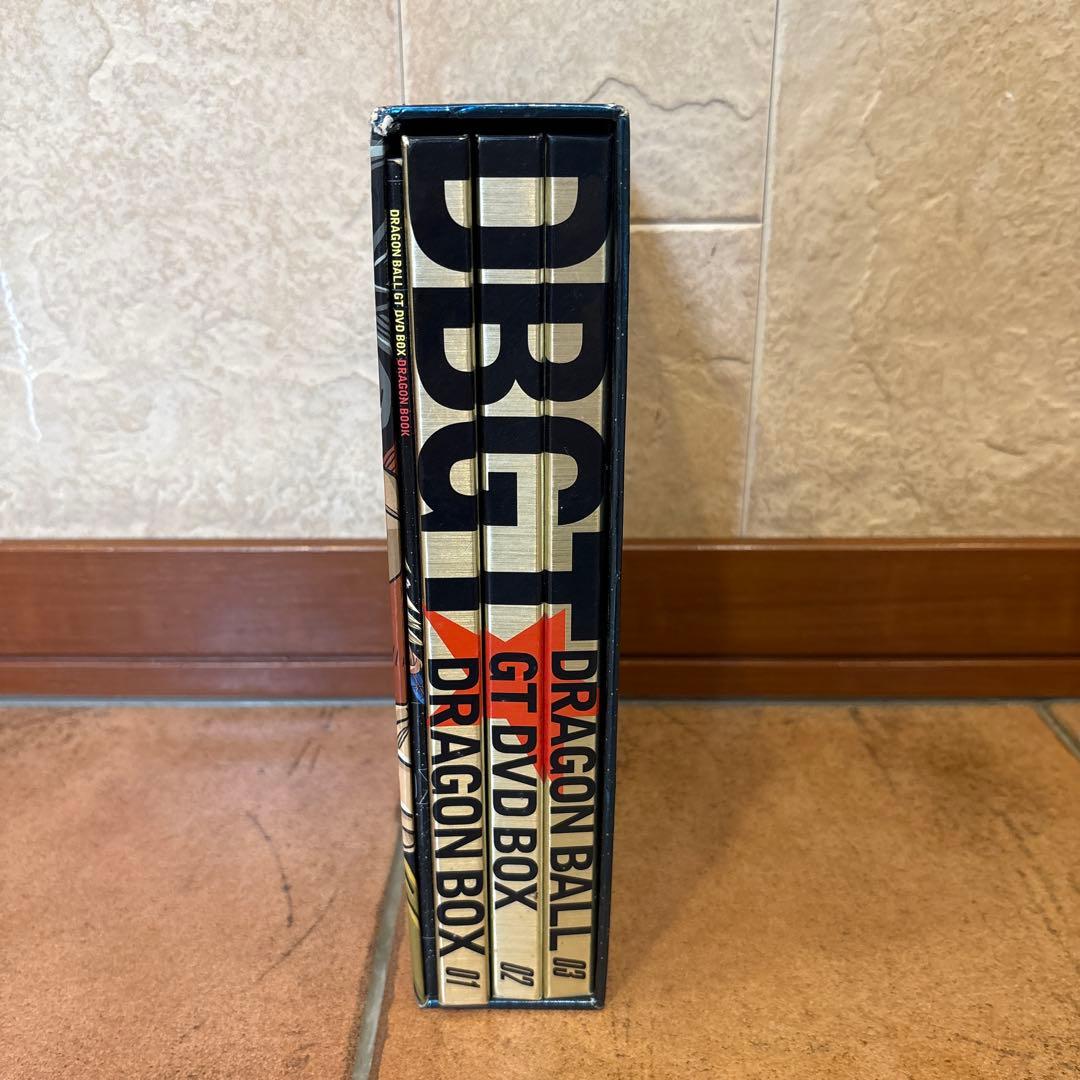 DRAGON BALL GT DVD BOX DRAGON BOOK
DBGT
DRAGON BALL
GT DVD BOX
DRAGON BOX
01
02
03